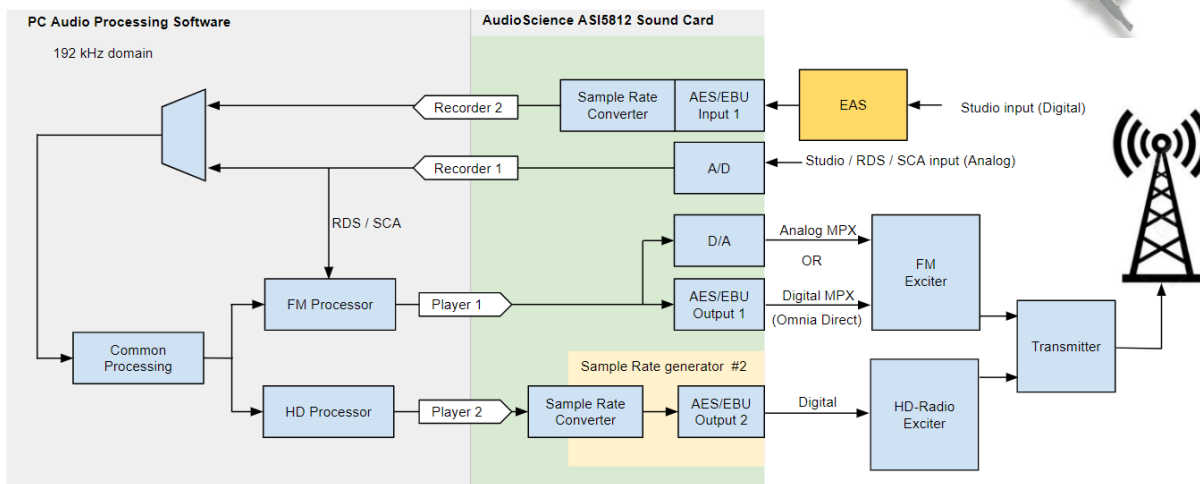 PC Audio Processing Software
AudioScience ASI5812 Sound Card
192 kHz domain
Recorder 2
Sample Rate
Converter
AES/EBU
Input 1
EAS
Studio input (Digital)
Recorder 1
A/D
Studio / RDS / SCA input (Analog)
RDS / SCA
D/A
Analog MPX
OR
FM
Exciter
FM Processor
Player 1
AES/EBU
Output 1
Digital MPX
(Omnia Direct)
Common
Processing
Transmitter
Sample Rate generator #2
HD Processor
Player 2
Sample Rate
Converter
AES/EBU
Output 2
Digital
HD-Radio
Exciter